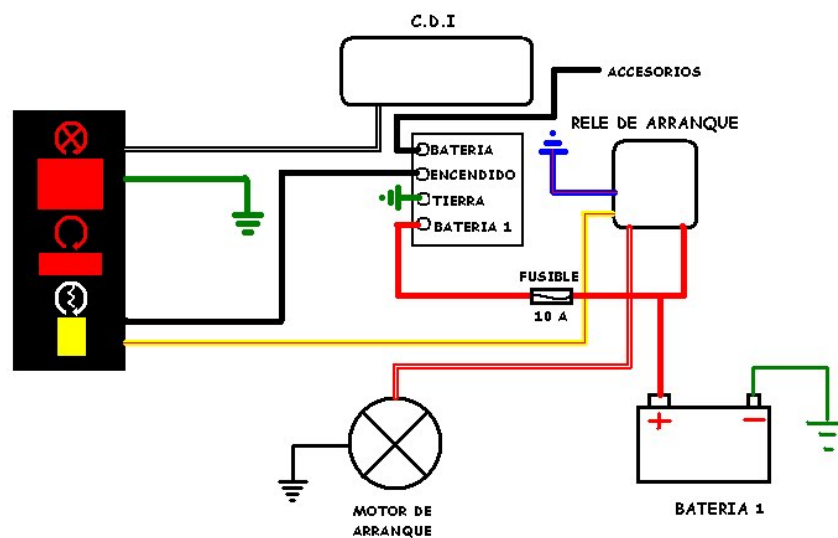 C.D.I
ACCESORIOS
RELE DE ARRANQUE
BATERIA
ENCENDIDO
TIERRA
BATERIA 1
FUSIBLE
10 A
+ -
MOTOR DE
ARRANQUE
BATERIA 1